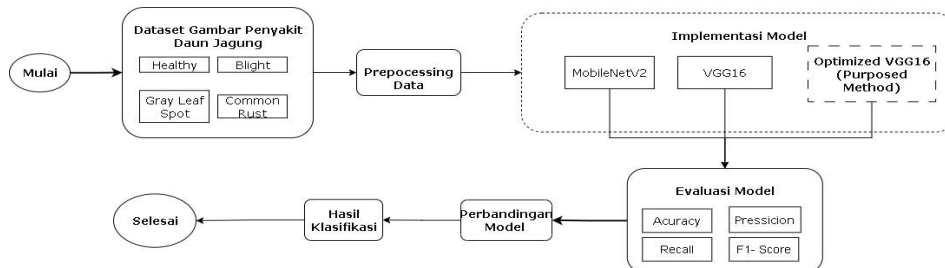 Mulai
Dataset Gambar Penyakit
Daun Jagung
Healthy
Blight
Gray Leaf
Spot
Common
Rust
Prepocessing
Data
Implementasi Model
MobileNetV2
VGG16
Optimized VGG16
(Purposed
Method)
Evaluasi Model
Acuracy
Pressicion
Recall
F1- Score
Perbandingan
Model
Hasil
Klasifikasi
Selesai